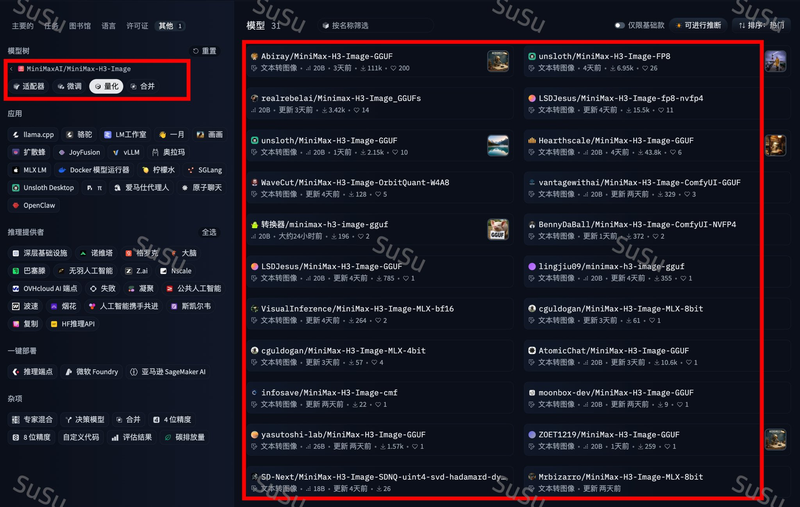 主要的 任务 图书馆 语言 许可证 其他 1
模型树 重置
MiniMaxAI/MiniMax-H3-Image
适配器 微调 量化 合并
应用
llama.cpp 骆驼 LM工作室 一月 画画
扩散蜂 JoyFusion vLLM 奥拉玛
MLX LM Docker 模型运行器 柠檬水 SGLang
Unsloth Desktop π 爱马仕代理人 原子聊天
OpenClaw
推理提供者 全选
深层基础设施 诺维塔 格罗克 大脑
巴塞滕 无羽人工智能 Z.ai Nscale
OVHcloud AI 端点 失败 凝聚 公共人工智能
波速 烟花 人工智能携手共进 斯凯尔韦
复制 HF推理API
一键部署
推理端点 微软 Foundry 亚马逊 SageMaker AI
杂项
专家混合 决策模型 合并 4 位精度
8 位精度 自定义代码 评估结果 碳排放量
模型 31 按名称筛选 仅限基础款 可进行推断 排序: 热门
Abiray/MiniMax-H3-Image-GGUF
文本转图像 • 20B • 3天前 • 111k • 200
unsloth/MiniMax-H3-Image-FP8
文本转图像 • 4天前 • 6.95k • 26
realrebelai/MiniMax-H3-Image_GGUFs
20B • 更新 3天前 • 3.42k • 14
LSDJesus/MiniMax-H3-Image-fp8-nvfp4
文本转图像 • 更新 4天前 • 15.5k • 11
unsloth/MiniMax-H3-Image-GGUF
文本转图像 • 20B • 1天前 • 2.15k • 10
Hearthscale/MiniMax-H3-Image-GGUF
文本转图像 • 20B • 4天前 • 43.8k • 6
WaveCut/MiniMax-H3-Image-OrbitQuant-W4A8
文本转图像 • 更新 4天前 • 128 • 5
vantagewithai/MiniMax-H3-Image-ComfyUI-GGUF
文本转图像 • 20B • 更新 两天前 • 329 • 3
转换器/minimax-h3-image-gguf
20B • 大约24小时前 • 196 • 2
BennyDaBall/MiniMax-H3-Image-ComfyUI-NVFP4
文本转图像 • 更新 1天前 • 372 • 2
LSDJesus/MiniMax-H3-Image-GGUF
文本转图像 • 20B • 更新 4天前 • 785 • 1
lingjiu09/minimax-h3-image-gguf
文本转图像 • 20B • 更新 4天前 • 355 • 1
VisualInference/MiniMax-H3-Image-MLX-bf16
文本转图像 • 更新 4天前 • 264 • 2
cguldogan/MiniMax-H3-Image-MLX-8bit
文本转图像 • 更新 3天前 • 61 • 1
cguldogan/MiniMax-H3-Image-MLX-4bit
文本转图像 • 更新 3天前 • 57 • 4
AtomicChat/MiniMax-H3-Image-GGUF
文本转图像 • 20B • 更新 3天前 • 10.6k • 1
infosave/MiniMax-H3-Image-cmf
文本转图像 • 更新 两天前 • 22 • 1
moonbox-dev/MiniMax-H3-Image-GGUF
文本转图像 • 20B • 更新 两天前 • 9 • 1
yasutoshi-lab/MiniMax-H3-Image-GGUF
文本转图像 • 26B • 更新 两天前 • 1.57k • 1
ZOET1219/MiniMax-H3-Image-GGUF
文本转图像 • 20B • 更新 1天前 • 259 • 1
SD-Next/MiniMax-H3-Image-SDNQ-uint4-svd-hadamard-dy…
文本转图像 • 18B • 更新 4天前 • 26
Mrbizarro/MiniMax-H3-Image-MLX-8bit
文本转图像 • 更新 两天前
GGUF
SuSu